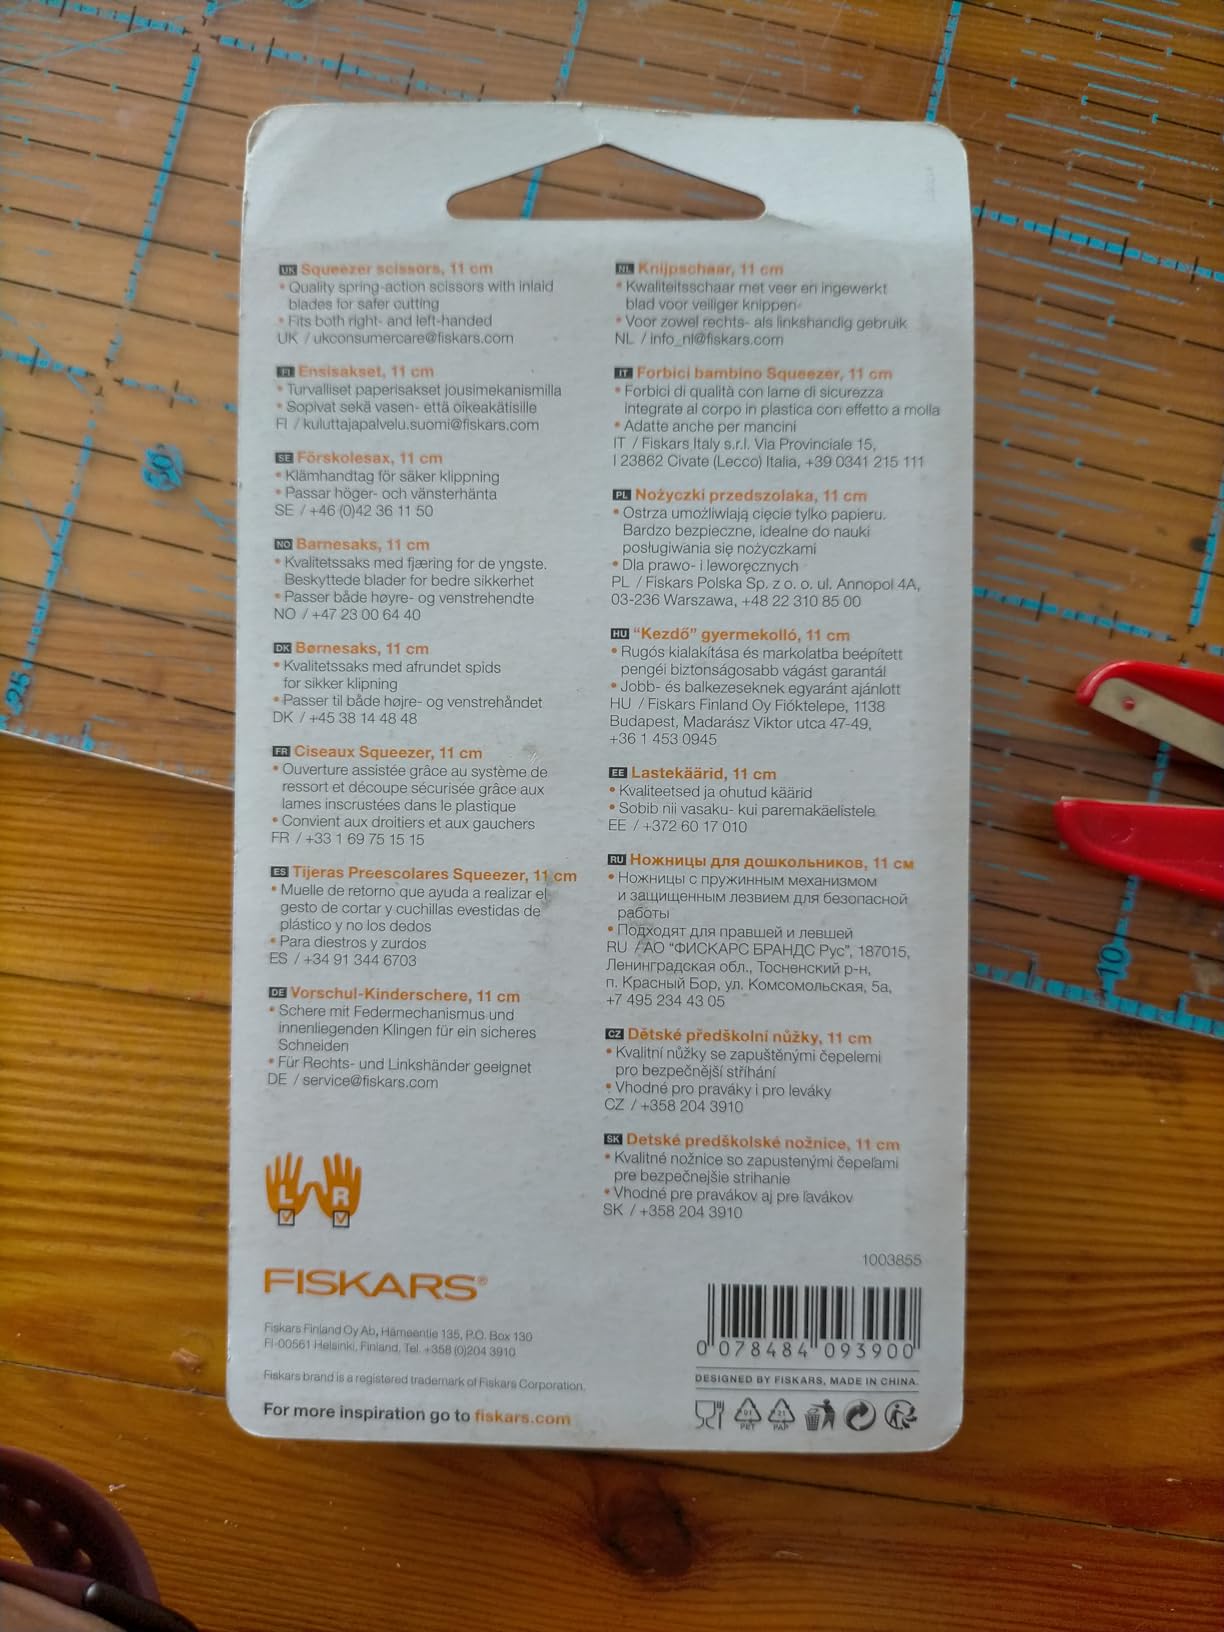 UK Squeezer scissors, 11 cm
• Quality spring-action scissors with inlaid
blades for safer cutting
• Fits both right- and left-handed
UK / ukconsumercare@fiskars.com
FI Ensisakset, 11 cm
• Turvalliset paperisakset jousimekanismilla
• Sopivat sekä vasen- että oikeakätisille
FI / kuluttajapalvelu.suomi@fiskars.com
SE Förskolesax, 11 cm
• Klämhandtag för säker klippning
• Passar höger- och vänsterhänta
SE / +46 (0)42 36 11 50
NO Barnesaks, 11 cm
• Kvalitetssaks med fjæring for de yngste.
Beskyttede blader for bedre sikkerhet
• Passer både høyre- og venstrehendte
NO / +47 23 00 64 40
DK Børnesaks, 11 cm
• Kvalitetssaks med afrundet spids
for sikker klipning
• Passer til både højre- og venstrehåndet
DK / +45 38 14 48 48
FR Ciseaux Squeezer, 11 cm
• Ouverture assistée grâce au système de
ressort et découpe sécurisée grâce aux
lames inscrustées dans le plastique
• Convient aux droitiers et aux gauchers
FR / +33 1 69 75 15 15
ES Tijeras Preescolares Squeezer, 11 cm
• Muelle de retorno que ayuda a realizar el
gesto de cortar y cuchillas evestidas de
plástico y no los dedos
• Para diestros y zurdos
ES / +34 91 344 6703
DE Vorschul-Kinderschere, 11 cm
• Schere mit Federmechanismus und
innenliegenden Klingen für ein sicheres
Schneiden
• Für Rechts- und Linkshänder geeignet
DE / service@fiskars.com
L R
FISKARS®
Fiskars Finland Oy Ab, Hämeentie 135, P.O. Box 130
FI-00561 Helsinki, Finland, Tel. +358 (0)204 3910
Fiskars brand is a registered trademark of Fiskars Corporation.
For more inspiration go to fiskars.com
NL Knijpschaar, 11 cm
• Kwaliteitsschaar met veer en ingewerkt
blad voor veiliger knippen
• Voor zowel rechts- als linkshandig gebruik
NL / info_nl@fiskars.com
IT Forbici bambino Squeezer, 11 cm
• Forbici di qualità con lame di sicurezza
integrate al corpo in plastica con effetto a molla
• Adatte anche per mancini
IT / Fiskars Italy s.r.l. Via Provinciale 15,
I 23862 Civate (Lecco) Italia, +39 0341 215 111
PL Nożyczki przedszolaka, 11 cm
• Ostrza umożliwiają cięcie tylko papieru.
Bardzo bezpieczne, idealne do nauki
posługiwania się nożyczkami
• Dla prawo- i leworęcznych
PL / Fiskars Polska Sp. z o. o. ul. Annopol 4A,
03-236 Warszawa, +48 22 310 85 00
HU "Kezdő" gyermekolló, 11 cm
• Rugós kialakítása és markolatba beépített
pengéi biztonságosabb vágást garantál
• Jobb- és balkezeseknek egyaránt ajánlott
HU / Fiskars Finland Oy Fióktelepe, 1138
Budapest, Madarász Viktor utca 47-49,
+36 1 453 0945
EE Lastekäärid, 11 cm
• Kvaliteetsed ja ohutud käärid
• Sobib nii vasaku- kui paremakäelistele
EE / +372 60 17 010
RU Ножницы для дошкольников, 11 см
• Ножницы с пружинным механизмом
и защищенным лезвием для безопасной
работы
• Подходят для правшей и левшей
RU / АО "ФИСКАРС БРАНДС Рус", 187015,
Ленинградская обл., Тосненский р-н,
п. Красный Бор, ул. Комсомольская, 5а,
+7 495 234 43 05
CZ Dětské předškolní nůžky, 11 cm
• Kvalitní nůžky se zapuštěnými čepelemi
pro bezpečnější stříhání
• Vhodné pro praváky i pro leváky
CZ / +358 204 3910
SK Detské predškolské nožnice, 11 cm
• Kvalitné nožnice so zapustenými čepeľami
pre bezpečnejšie strihanie
• Vhodné pre pravákov aj pre ľavákov
SK / +358 204 3910
1003855
0 078484 093900
DESIGNED BY FISKARS, MADE IN CHINA.
01 PET
21 PAP
25
10